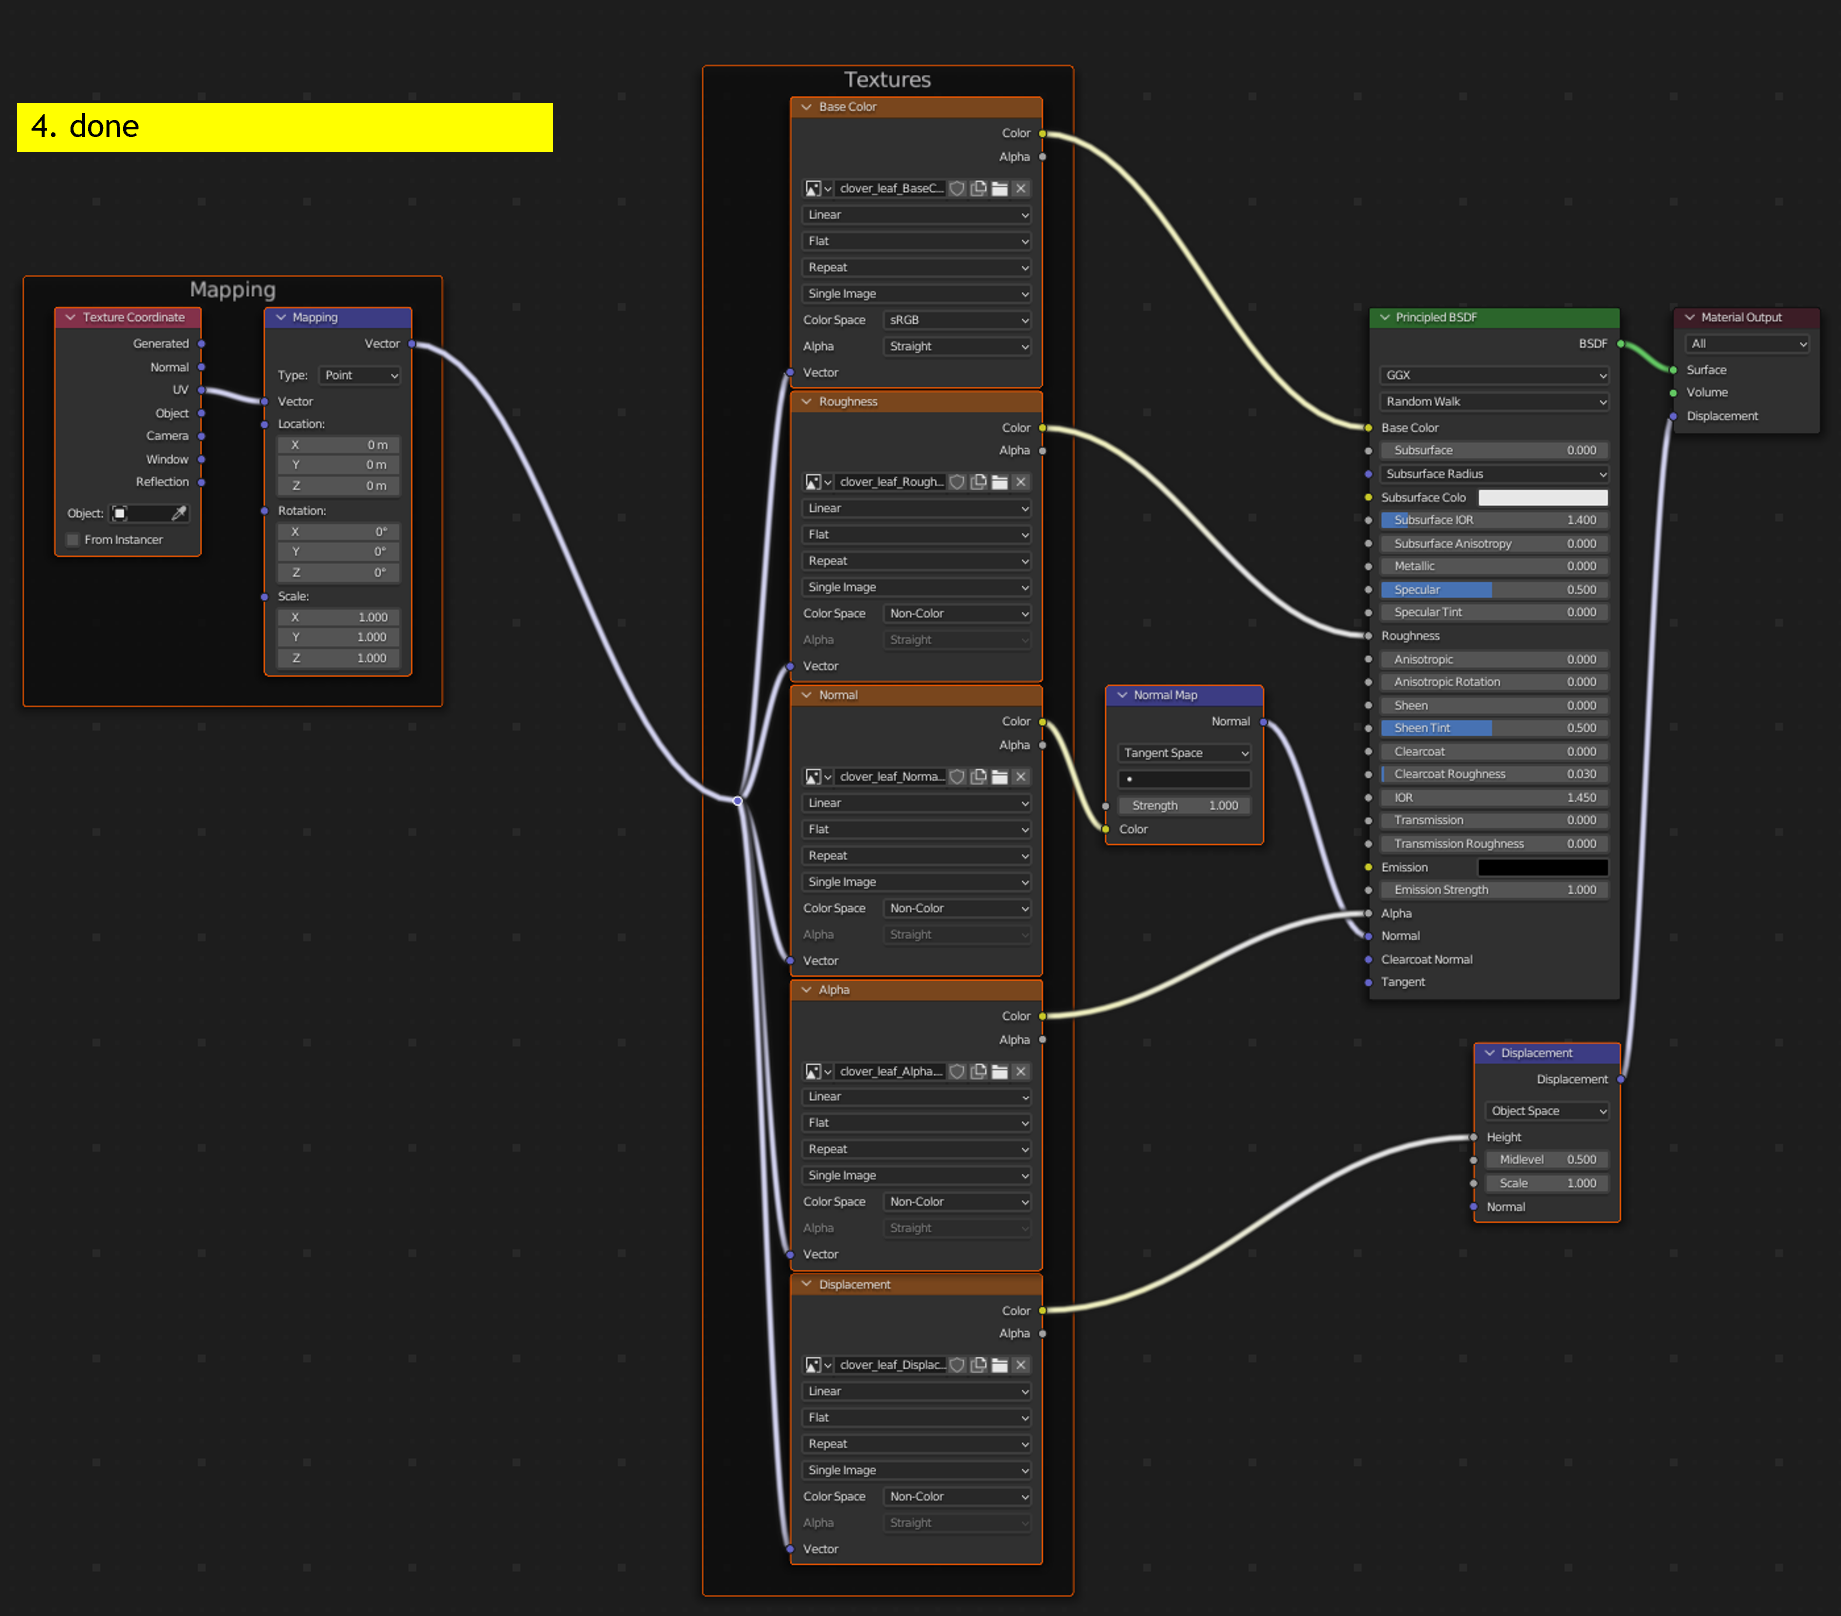 4. done
Mapping
Texture Coordinate
Generated
Normal
UV
Object
Camera
Window
Reflection
Object:
From Instancer
Mapping
Vector
Type: Point
Vector
Location:
X 0 m
Y 0 m
Z 0 m
Rotation:
X 0°
Y 0°
Z 0°
Scale:
X 1.000
Y 1.000
Z 1.000
Textures
Base Color
Color
Alpha
clover_leaf_BaseC...
Linear
Flat
Repeat
Single Image
Color Space sRGB
Alpha Straight
Vector
Roughness
Color
Alpha
clover_leaf_Rough...
Linear
Flat
Repeat
Single Image
Color Space Non-Color
Alpha Straight
Vector
Normal
Color
Alpha
clover_leaf_Norma...
Linear
Flat
Repeat
Single Image
Color Space Non-Color
Alpha Straight
Vector
Alpha
Color
Alpha
clover_leaf_Alpha...
Linear
Flat
Repeat
Single Image
Color Space Non-Color
Alpha Straight
Vector
Displacement
Color
Alpha
clover_leaf_Displac...
Linear
Flat
Repeat
Single Image
Color Space Non-Color
Alpha Straight
Vector
Normal Map
Normal
Tangent Space
Strength 1.000
Color
Principled BSDF
BSDF
GGX
Random Walk
Base Color
Subsurface 0.000
Subsurface Radius
Subsurface Colo
Subsurface IOR 1.400
Subsurface Anisotropy 0.000
Metallic 0.000
Specular 0.500
Specular Tint 0.000
Roughness
Anisotropic 0.000
Anisotropic Rotation 0.000
Sheen 0.000
Sheen Tint 0.500
Clearcoat 0.000
Clearcoat Roughness 0.030
IOR 1.450
Transmission 0.000
Transmission Roughness 0.000
Emission
Emission Strength 1.000
Alpha
Normal
Clearcoat Normal
Tangent
Material Output
All
Surface
Volume
Displacement
Displacement
Displacement
Object Space
Height
Midlevel 0.500
Scale 1.000
Normal